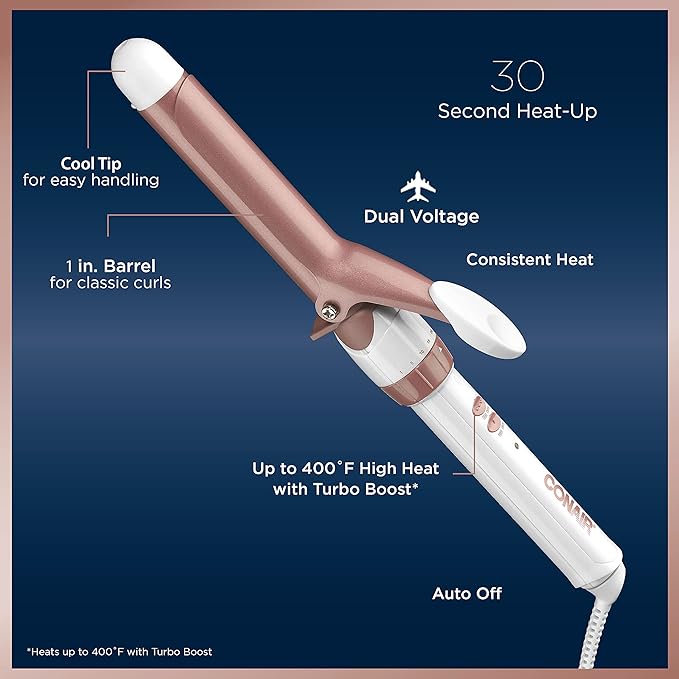 30
Second Heat-Up
Cool Tip
for easy handling
Dual Voltage
1 in. Barrel
for classic curls
Consistent Heat
Up to 400°F High Heat
with Turbo Boost*
CONAIR
Auto Off
*Heats up to 400°F with Turbo Boost